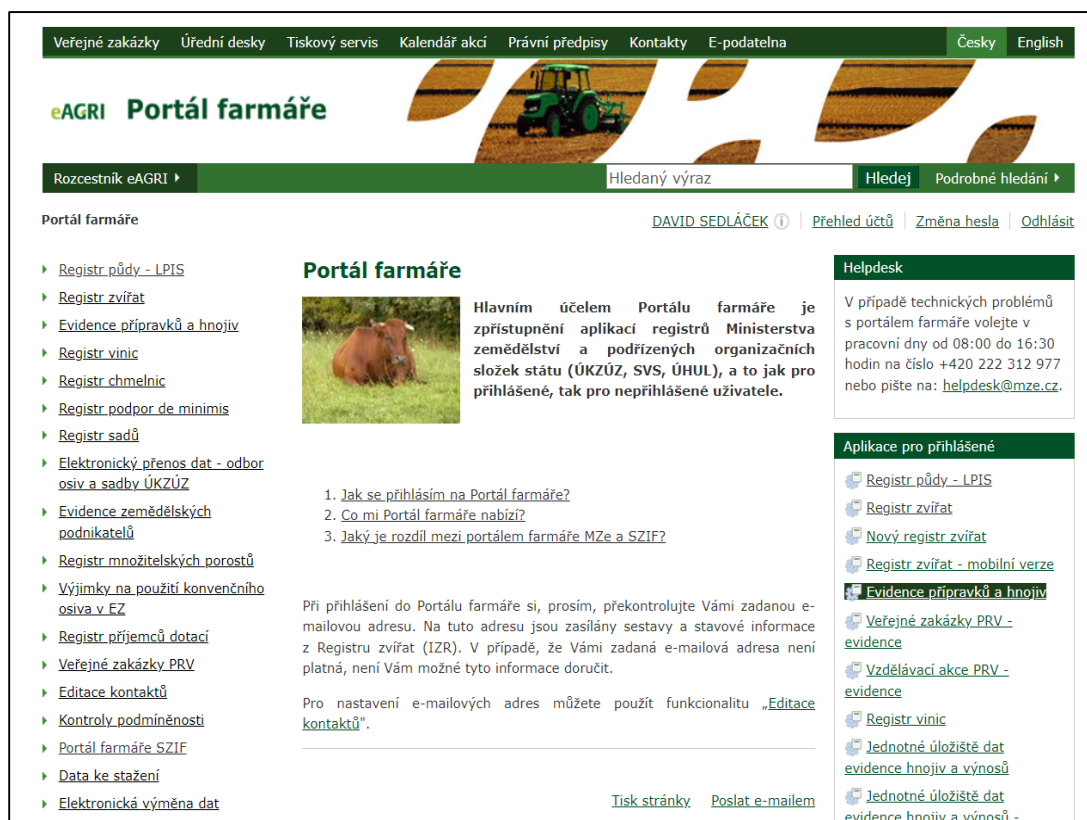 Veřejné zakázky Úřední desky Tiskový servis Kalendář akcí Právní předpisy Kontakty E-podatelna Česky English
eAGRI Portál farmáře
Rozcestník eAGRI
Hledaný výraz Hledej Podrobné hledání
Portál farmáře
DAVID SEDLÁČEK Přehled účtů Změna hesla Odhlásit
Registr půdy - LPIS
Registr zvířat
Evidence přípravků a hnojiv
Registr vinic
Registr chmelnic
Registr podpor de minimis
Registr sadů
Elektronický přenos dat - odbor
osiv a sadby ÚKZÚZ
Evidence zemědělských
podnikatelů
Registr množitelských porostů
Výjimky na použití konvenčního
osiva v EZ
Registr příjemců dotací
Veřejné zakázky PRV
Editace kontaktů
Kontroly podmíněnosti
Portál farmáře SZIF
Data ke stažení
Elektronická výměna dat
Portál farmáře
Hlavním účelem Portálu farmáře je
zpřístupnění aplikací registrů Ministerstva
zemědělství a podřízených organizačních
složek státu (ÚKZÚZ, SVS, ÚHUL), a to jak pro
přihlášené, tak pro nepřihlášené uživatele.
1. Jak se přihlásím na Portál farmáře?
2. Co mi Portál farmáře nabízí?
3. Jaký je rozdíl mezi portálem farmáře MZe a SZIF?
Při přihlášení do Portálu farmáře si, prosím, překontrolujte Vámi zadanou e-
mailovou adresu. Na tuto adresu jsou zasílány sestavy a stavové informace
z Registru zvířat (IZR). V případě, že Vámi zadaná e-mailová adresa není
platná, není Vám možné tyto informace doručit.
Pro nastavení e-mailových adres můžete použít funkcionalitu „Editace
kontaktů".
Tisk stránky Poslat e-mailem
Helpdesk
V případě technických problémů
s portálem farmáře volejte v
pracovní dny od 08:00 do 16:30
hodin na číslo +420 222 312 977
nebo pište na: helpdesk@mze.cz.
Aplikace pro přihlášené
Registr půdy - LPIS
Registr zvířat
Nový registr zvířat
Registr zvířat - mobilní verze
Evidence přípravků a hnojiv
Veřejné zakázky PRV -
evidence
Vzdělávací akce PRV -
evidence
Registr vinic
Jednotné úložiště dat
evidence hnojiv a výnosů
Jednotné úložiště dat
evidence hnojiv a výnosů -